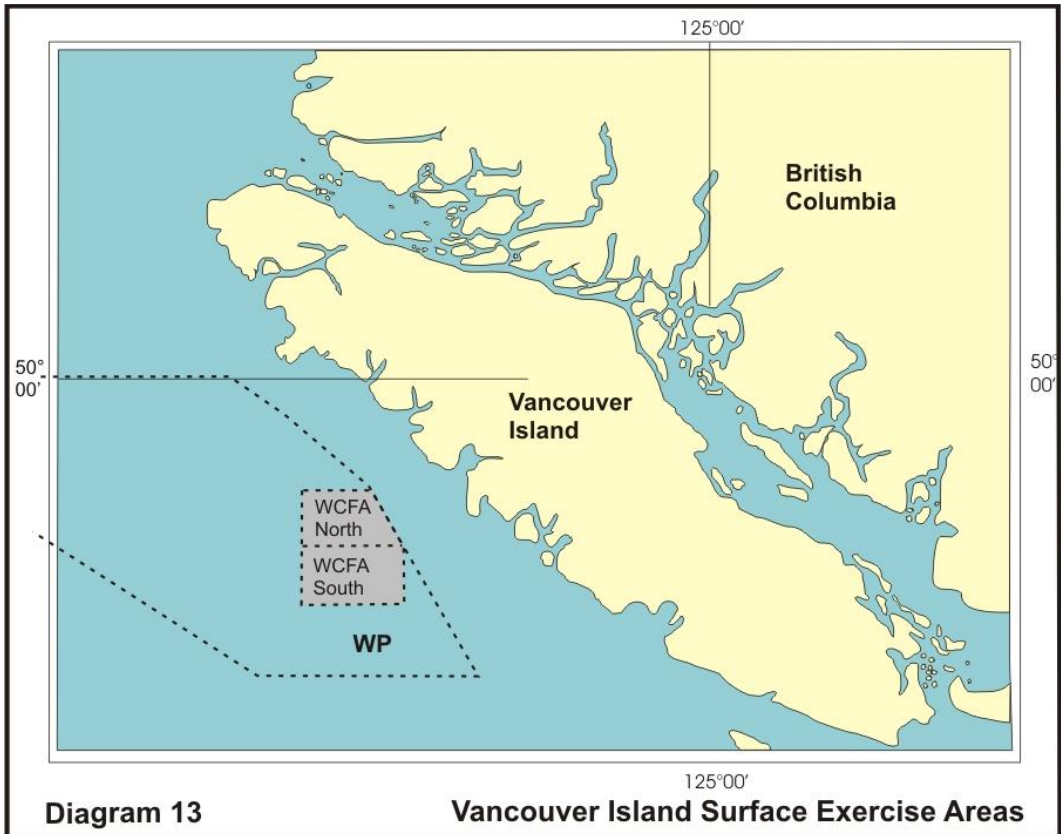 125°00'
British
Columbia
50°
00'
50°
00'
Vancouver
Island
WCFA
North
WCFA
South
WP
125°00'
Diagram 13
Vancouver Island Surface Exercise Areas